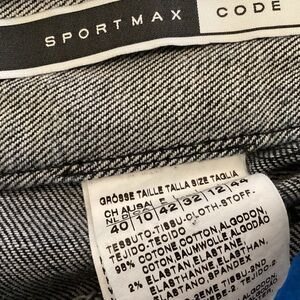 SPORTMAX CODE
GRÖSSE TAILLE TALLA SIZE TAGLIA
40 10 42 32 12 44
TESSUTO-TISSU-CLOTH-STOFF-
TEJIDO-TECIDO
98% COTONE COTTON ALGODON,
COTON BAUMWOLLE ALGODÃO
2% ELASTAN ELASTANE,
ELASTHANNE ELASTHAN,
ELASTANO, SPANDEX